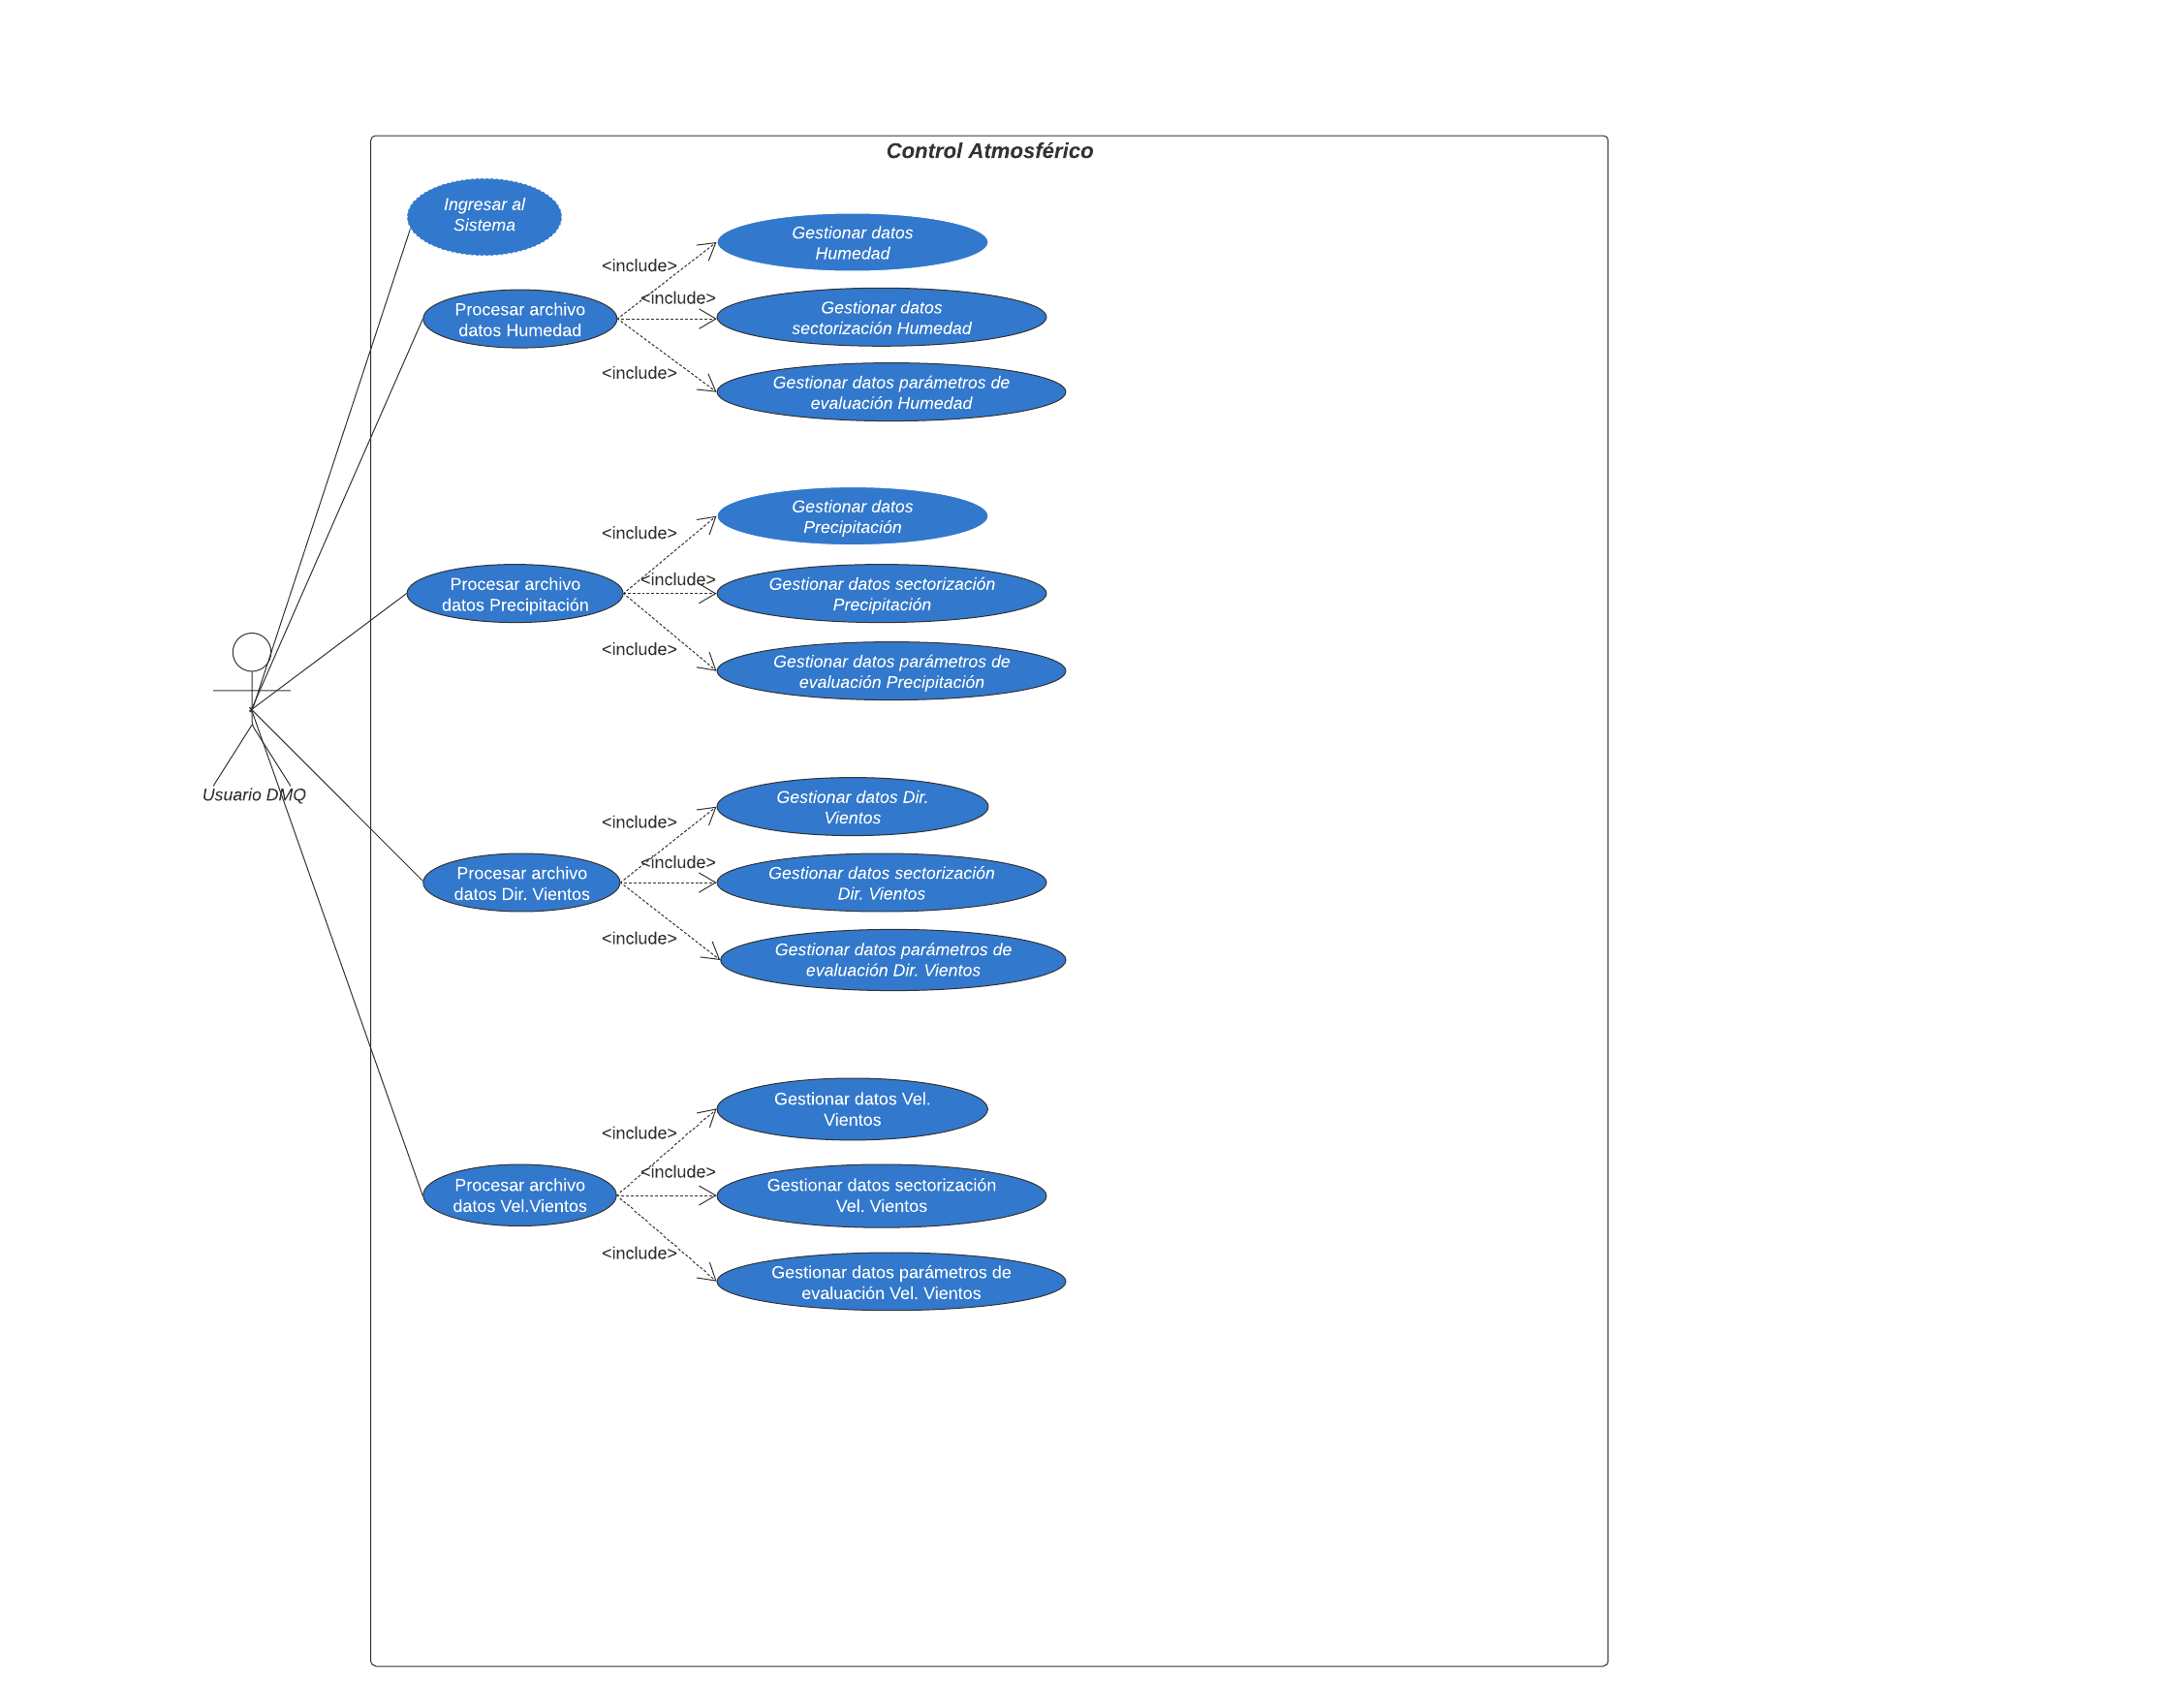 Control Atmosférico
Ingresar al
Sistema
Gestionar datos
Humedad
<include>
<include>
Procesar archivo
datos Humedad
Gestionar datos
sectorización Humedad
<include>
Gestionar datos parámetros de
evaluación Humedad
Gestionar datos
Precipitación
<include>
<include>
Procesar archivo
datos Precipitación
Gestionar datos sectorización
Precipitación
<include>
Gestionar datos parámetros de
evaluación Precipitación
Usuario DMQ
Gestionar datos Dir.
Vientos
<include>
<include>
Procesar archivo
datos Dir. Vientos
Gestionar datos sectorización
Dir. Vientos
<include>
Gestionar datos parámetros de
evaluación Dir. Vientos
Gestionar datos Vel.
Vientos
<include>
<include>
Procesar archivo
datos Vel.Vientos
Gestionar datos sectorización
Vel. Vientos
<include>
Gestionar datos parámetros de
evaluación Vel. Vientos